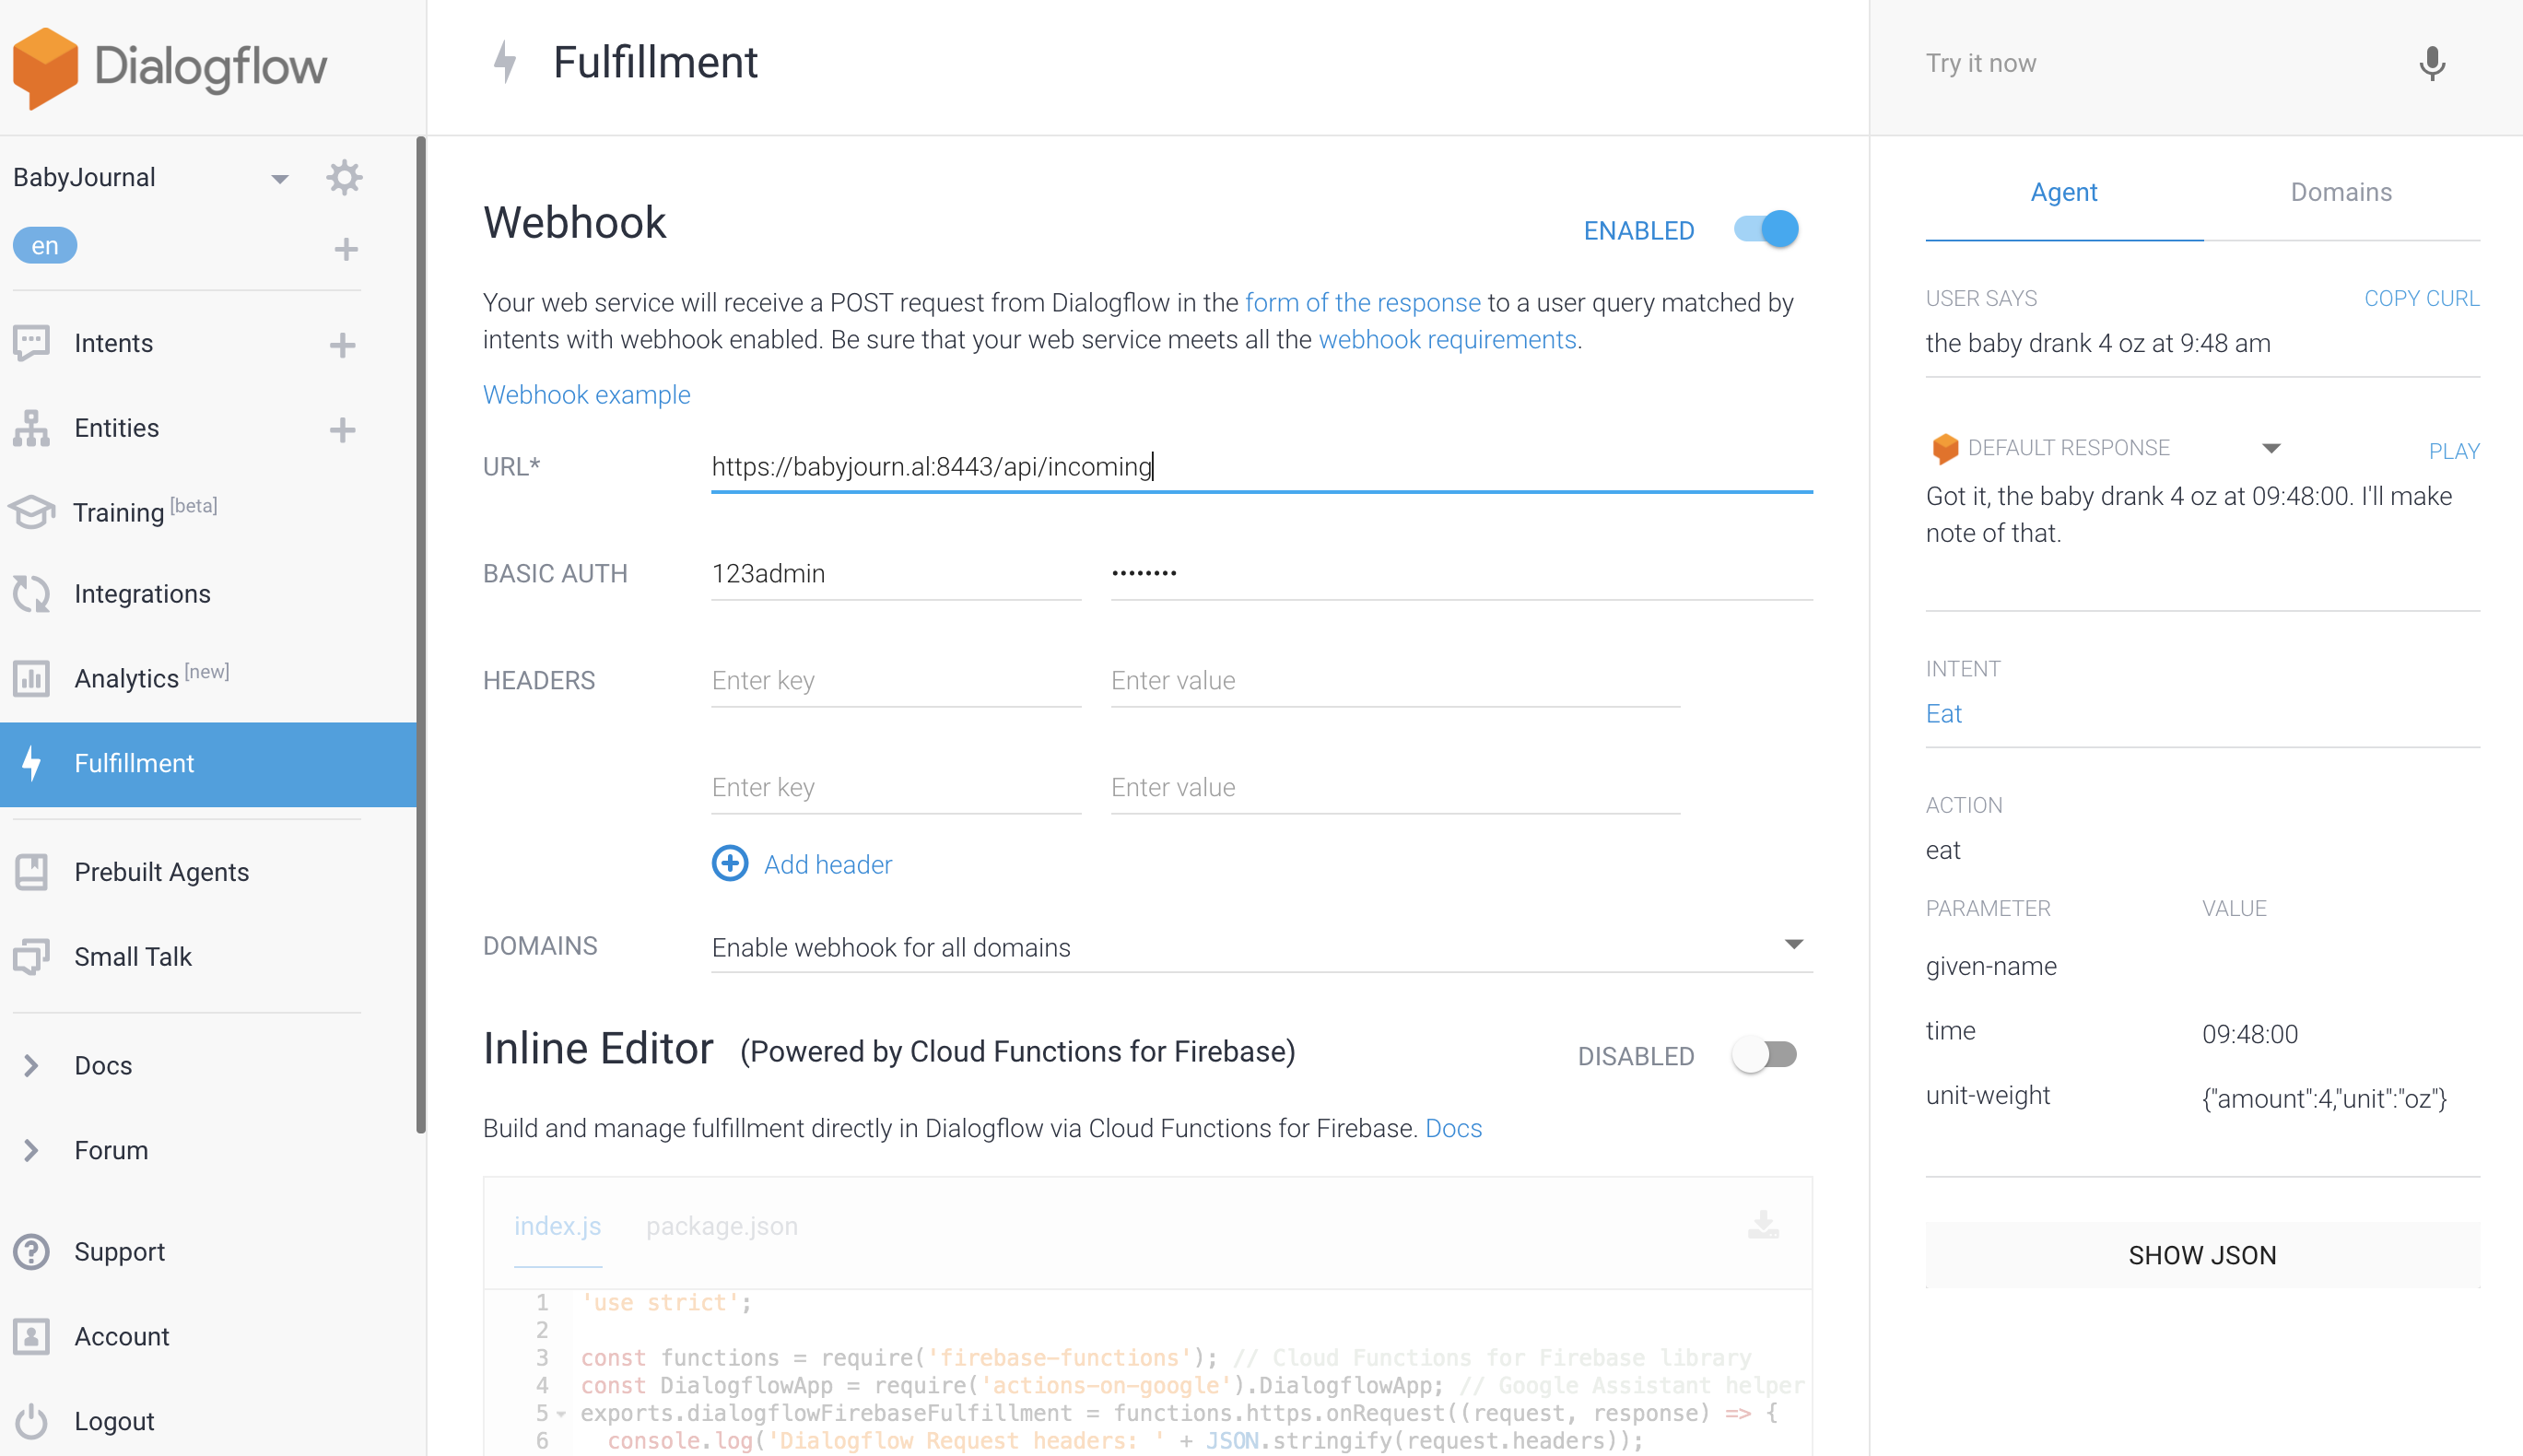 Dialogflow
BabyJournal
en
Intents
Entities
Training [beta]
Integrations
Analytics [new]
Fulfillment
Prebuilt Agents
Small Talk
Docs
Forum
Support
Account
Logout
Fulfillment
Webhook
ENABLED
Your web service will receive a POST request from Dialogflow in the form of the response to a user query matched by
intents with webhook enabled. Be sure that your web service meets all the webhook requirements.
Webhook example
URL* https://babyjourn.al:8443/api/incoming
BASIC AUTH 123admin ••••••••
HEADERS Enter key Enter value
Enter key Enter value
Add header
DOMAINS Enable webhook for all domains
Inline Editor (Powered by Cloud Functions for Firebase) DISABLED
Build and manage fulfillment directly in Dialogflow via Cloud Functions for Firebase. Docs
index.js package.json
1 'use strict';
2
3 const functions = require('firebase-functions'); // Cloud Functions for Firebase library
4 const DialogflowApp = require('actions-on-google').DialogflowApp; // Google Assistant helper
5 exports.dialogflowFirebaseFulfillment = functions.https.onRequest((request, response) => {
6 console.log('Dialogflow Request headers: ' + JSON.stringify(request.headers));
Try it now
Agent Domains
USER SAYS COPY CURL
the baby drank 4 oz at 9:48 am
DEFAULT RESPONSE PLAY
Got it, the baby drank 4 oz at 09:48:00. I'll make
note of that.
INTENT
Eat
ACTION
eat
PARAMETER VALUE
given-name
time 09:48:00
unit-weight {"amount":4,"unit":"oz"}
SHOW JSON